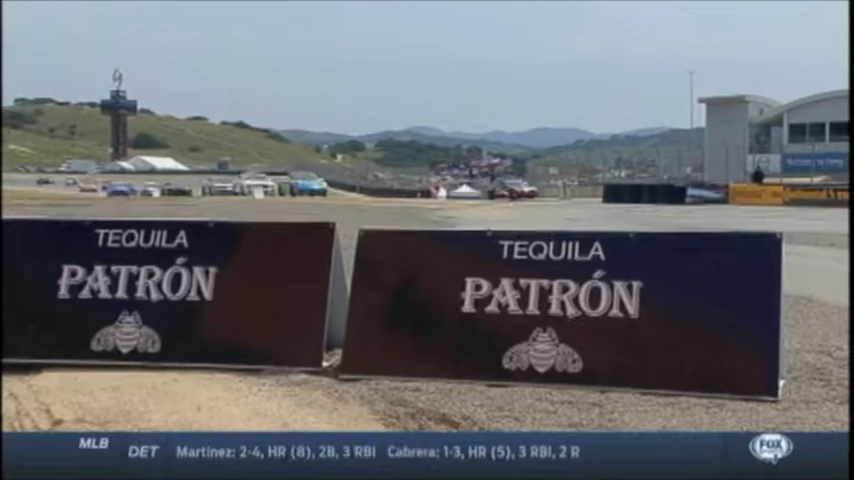 TEQUILA
PATRÓN
TEQUILA
PATRÓN
MLB DET Martinez: 2-4, HR (8), 2B, 3 RBI Cabrera: 1-3, HR (5), 3 RBI, 2 R
FOX